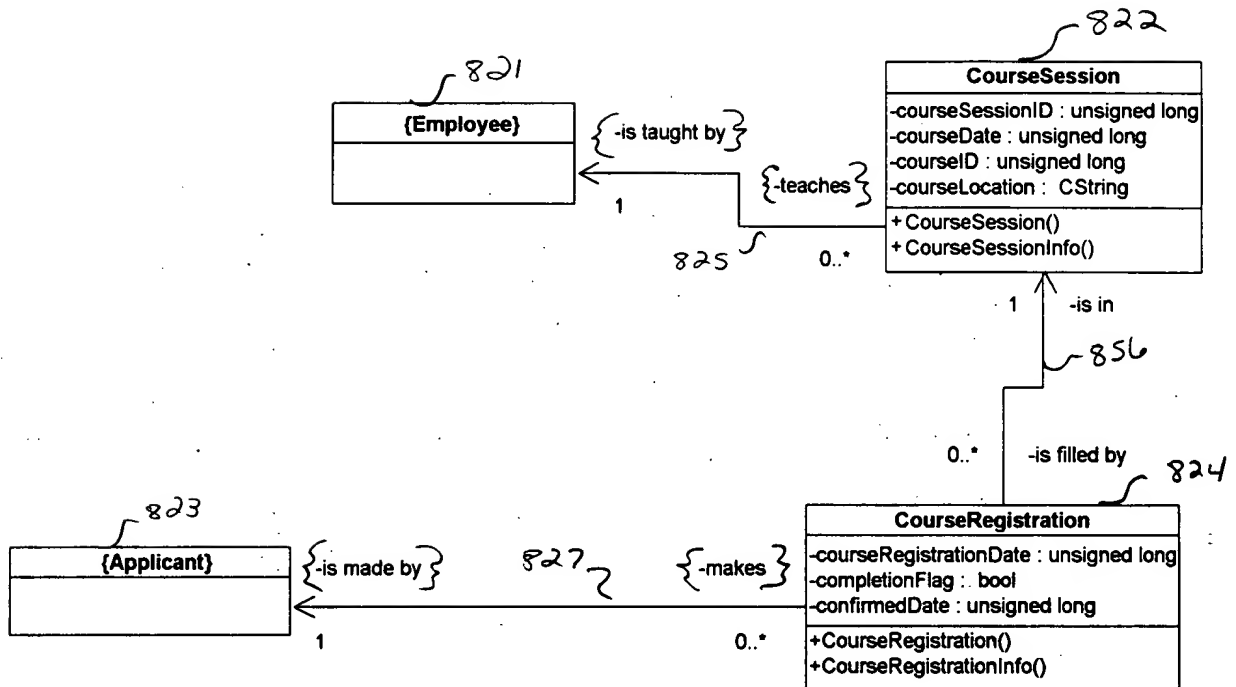 822
CourseSession
-courseSessionID : unsigned long
-courseDate : unsigned long
-courseID : unsigned long
-courseLocation : CString
+ CourseSession()
+ CourseSessionInfo()
821
{Employee}
{-is taught by}
{-teaches}
1
825
0..*
1
-is in
856
0..*
-is filled by
824
CourseRegistration
-courseRegistrationDate : unsigned long
-completionFlag : bool
-confirmedDate : unsigned long
+CourseRegistration()
+CourseRegistrationInfo()
823
{Applicant}
{-is made by}
827
{-makes}
1
0..*